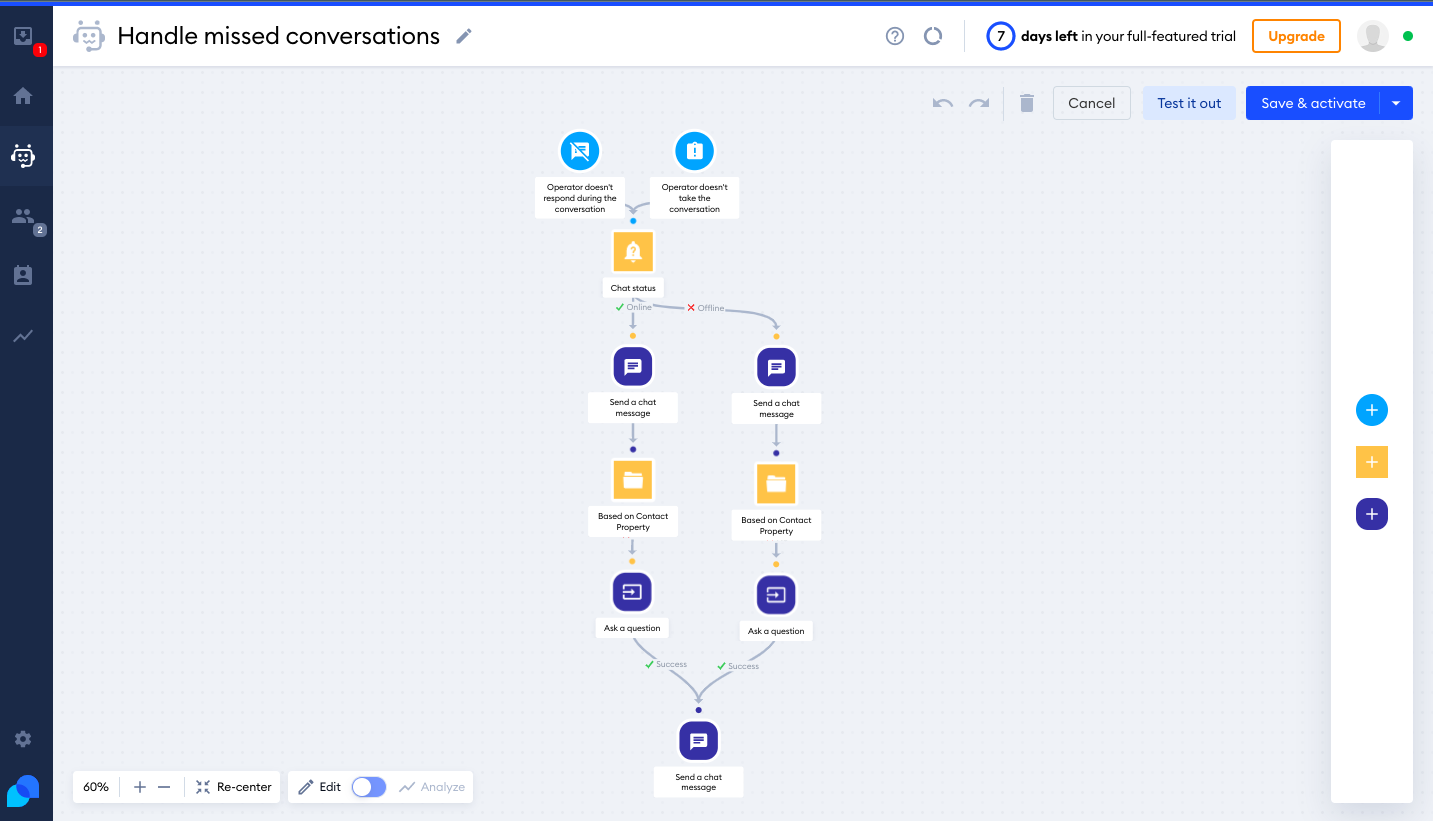 1
Handle missed conversations
7 days left in your full-featured trial
Upgrade
Cancel
Test it out
Save & activate
Operator doesn't
respond during the
conversation
Operator doesn't
take the
conversation
Chat status
Online
Offline
2
Send a chat
message
Send a chat
message
Based on Contact
Property
Based on Contact
Property
Ask a question
Ask a question
Success
Success
Send a chat
message
60%
Re-center
Edit
Analyze